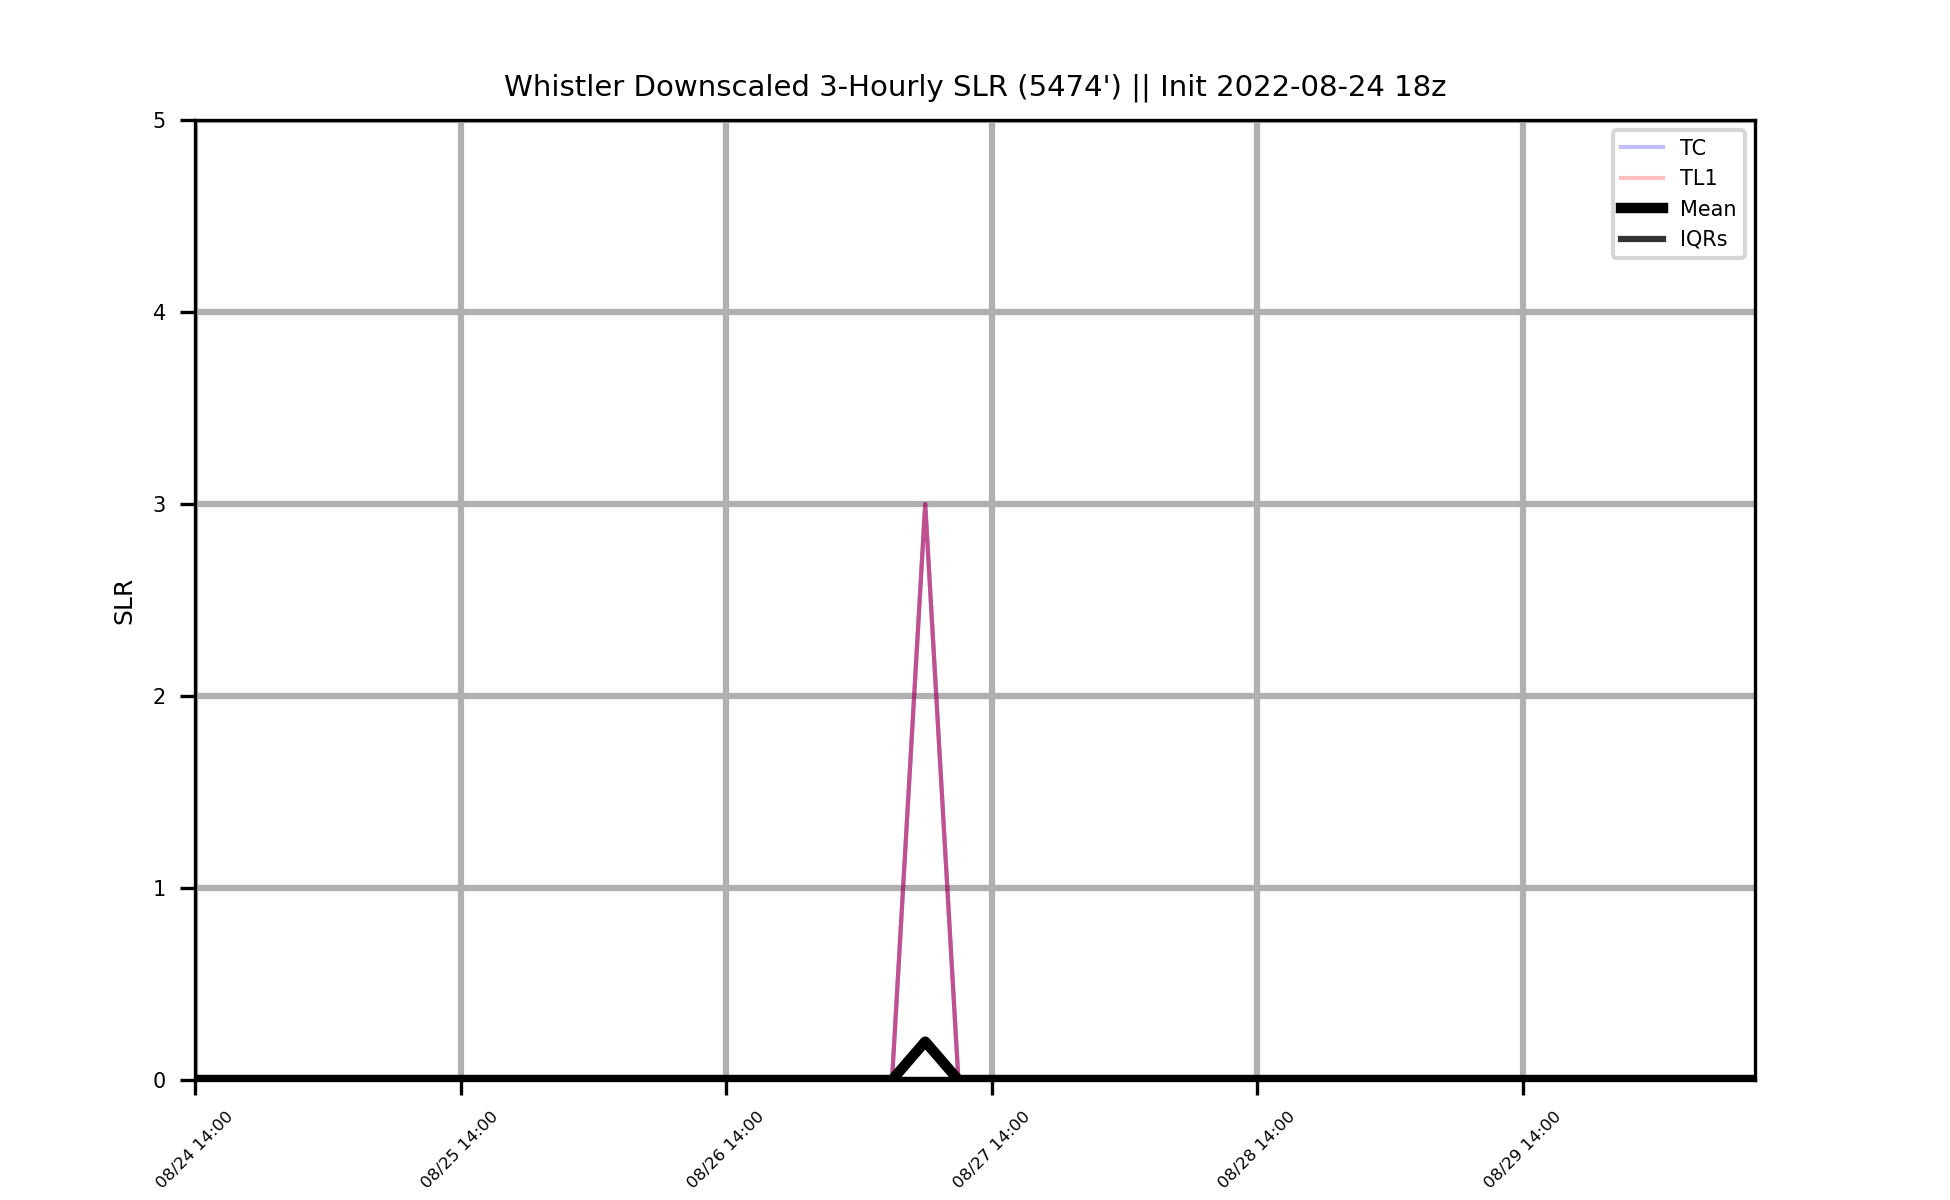 Whistler Downscaled 3-Hourly SLR (5474') || Init 2022-08-24 18z
5
TC
TL1
Mean
IQRs
4
3
SLR
2
1
0
08/24 14:00
08/25 14:00
08/26 14:00
08/27 14:00
08/28 14:00
08/29 14:00